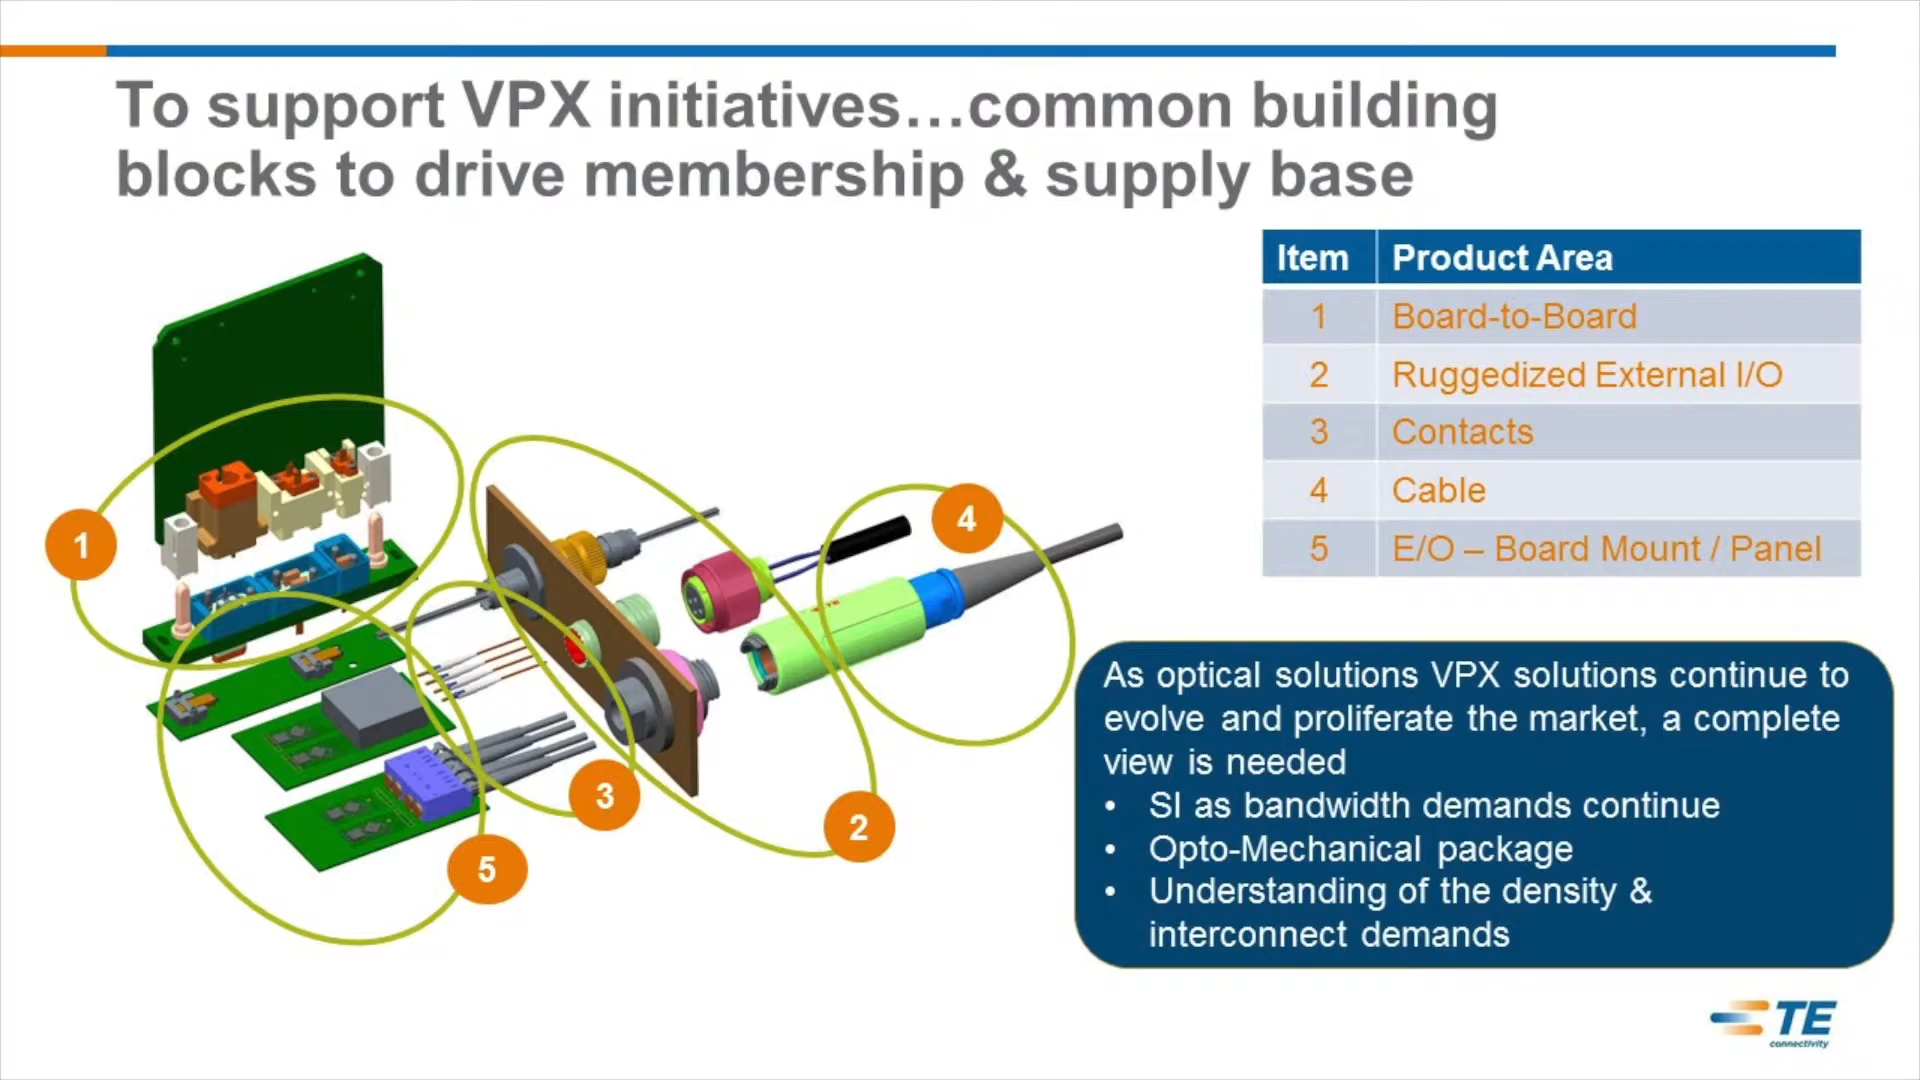 To support VPX initiatives…common building
blocks to drive membership & supply base
Item Product Area
1 Board-to-Board
2 Ruggedized External I/O
3 Contacts
4 Cable
5 E/O – Board Mount / Panel
1
4
3
2
5
TE
As optical solutions VPX solutions continue to
evolve and proliferate the market, a complete
view is needed
• SI as bandwidth demands continue
• Opto-Mechanical package
• Understanding of the density &
interconnect demands
TE
connectivity